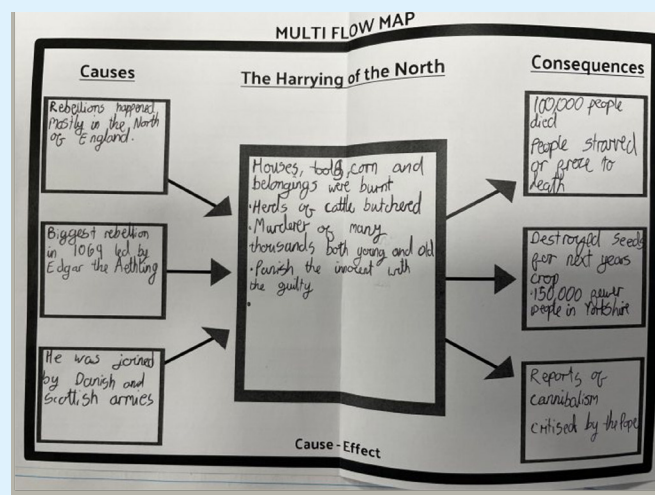 MULTI FLOW MAP
Causes
Rebellions happened
mostly in the North
of England.
Biggest rebellion
in 1069 led by
Edgar the Aethling
He was joined
by Danish and
Scottish armies
The Harrying of the North
Houses, tools, corn and
belongings were burnt
·Herds of cattle butchered
·Murderer of many
thousands both young and old
·Punish the innocent with
the guilty
·
Consequences
100,000 people
died
People starved
or froze to
death
Destroyed seeds
for next years
crop
·150,000 fewer
people in Yorkshire
Reports of
cannibalism
critised by the Pope
Cause - Effect